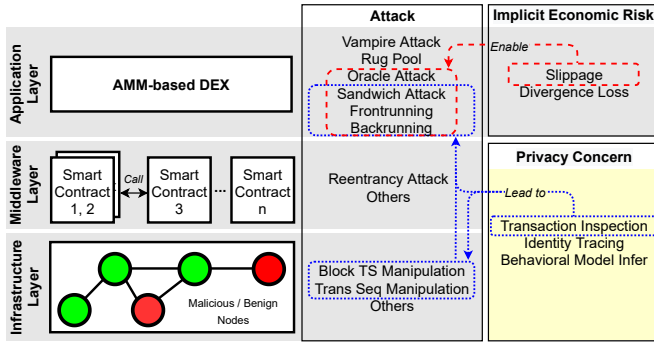 Attack
Implicit Economic Risk
Application
Layer
AMM-based DEX
Vampire Attack
Rug Pool
Oracle Attack
Sandwich Attack
Frontrunning
Backrunning
Enable
Slippage
Divergence Loss
Middleware
Layer
Smart
Contract
1, 2
Call
Smart
Contract
3
...
Smart
Contract
n
Reentrancy Attack
Others
Privacy Concern
Lead to
Transaction Inspection
Identity Tracing
Behavioral Model Infer
Infrastructure
Layer
Malicious / Benign
Nodes
Block TS Manipulation
Trans Seq Manipulation
Others